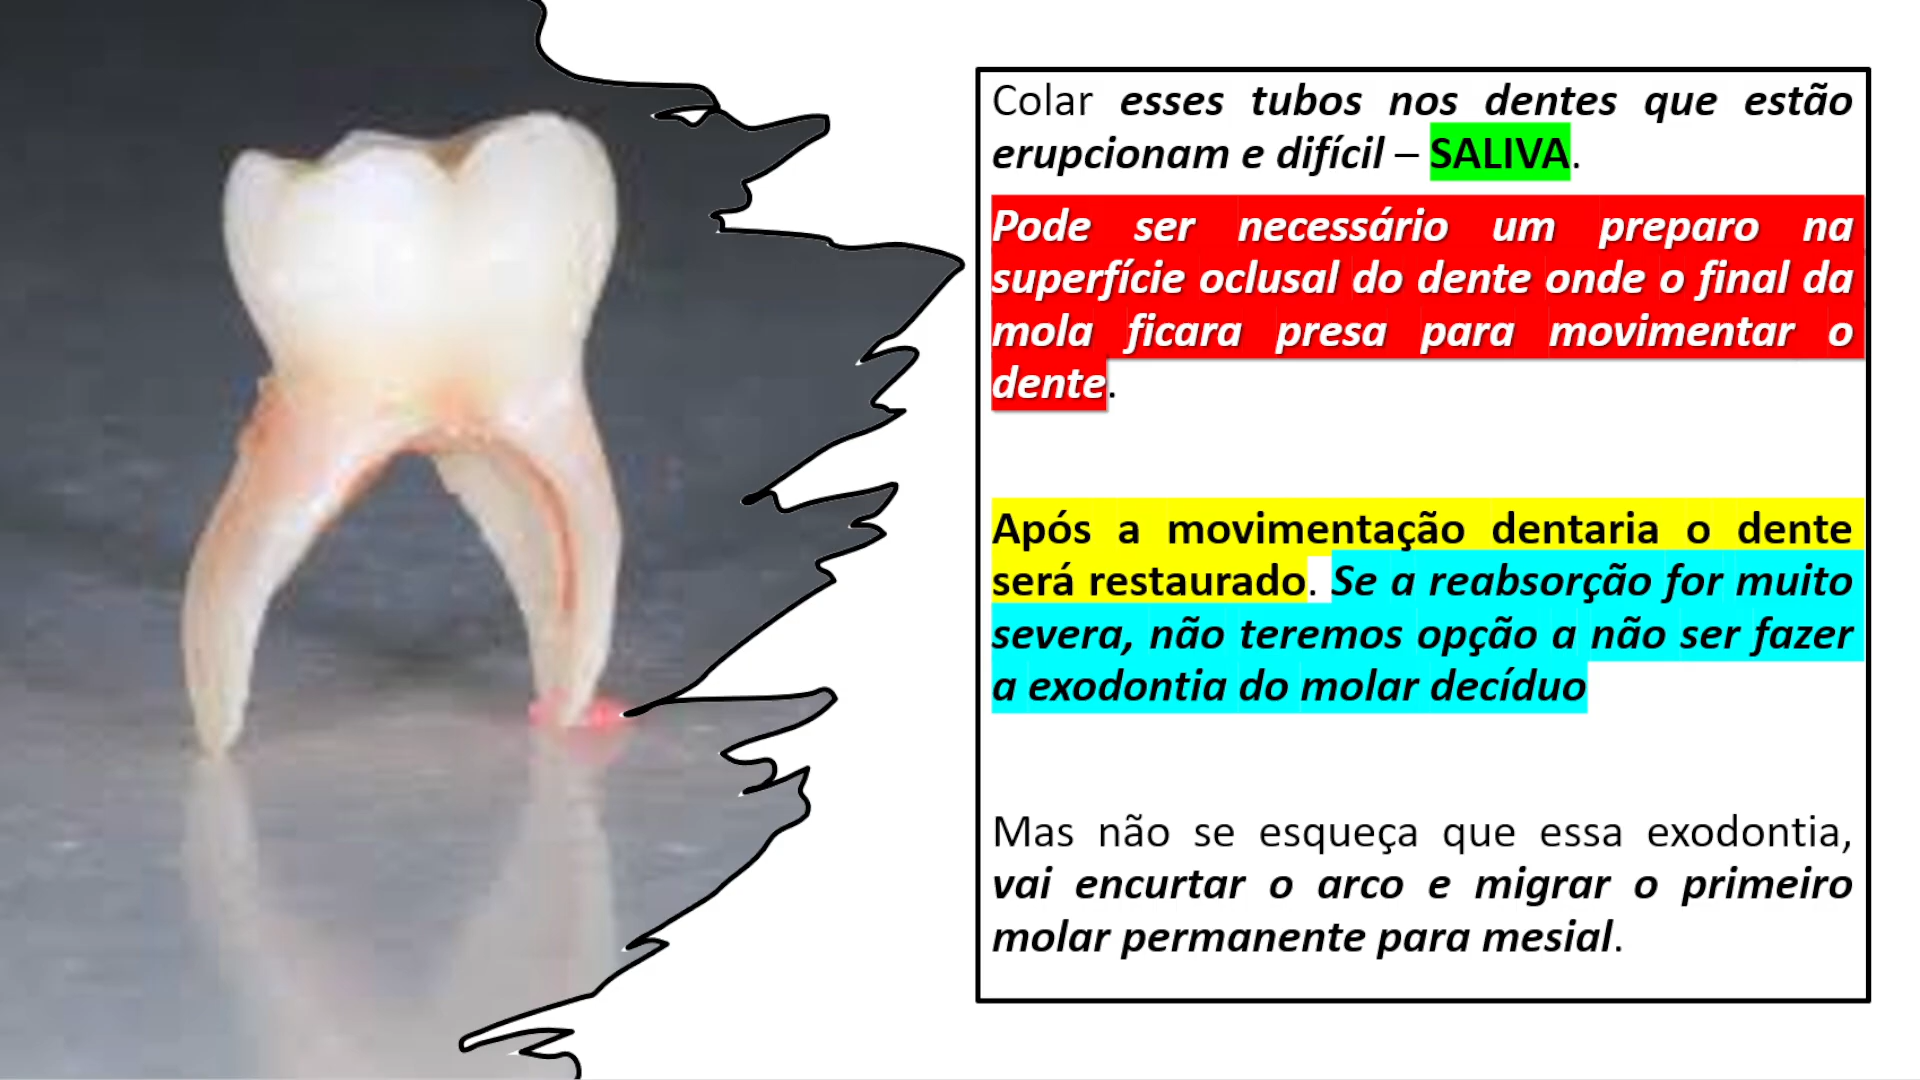 Colar esses tubos nos dentes que estão
erupcionam e difícil – SALIVA.
Pode ser necessário um preparo na
superfície oclusal do dente onde o final da
mola ficara presa para movimentar o
dente.
Após a movimentação dentaria o dente
será restaurado. Se a reabsorção for muito
severa, não teremos opção a não ser fazer
a exodontia do molar decíduo
Mas não se esqueça que essa exodontia,
vai encurtar o arco e migrar o primeiro
molar permanente para mesial.